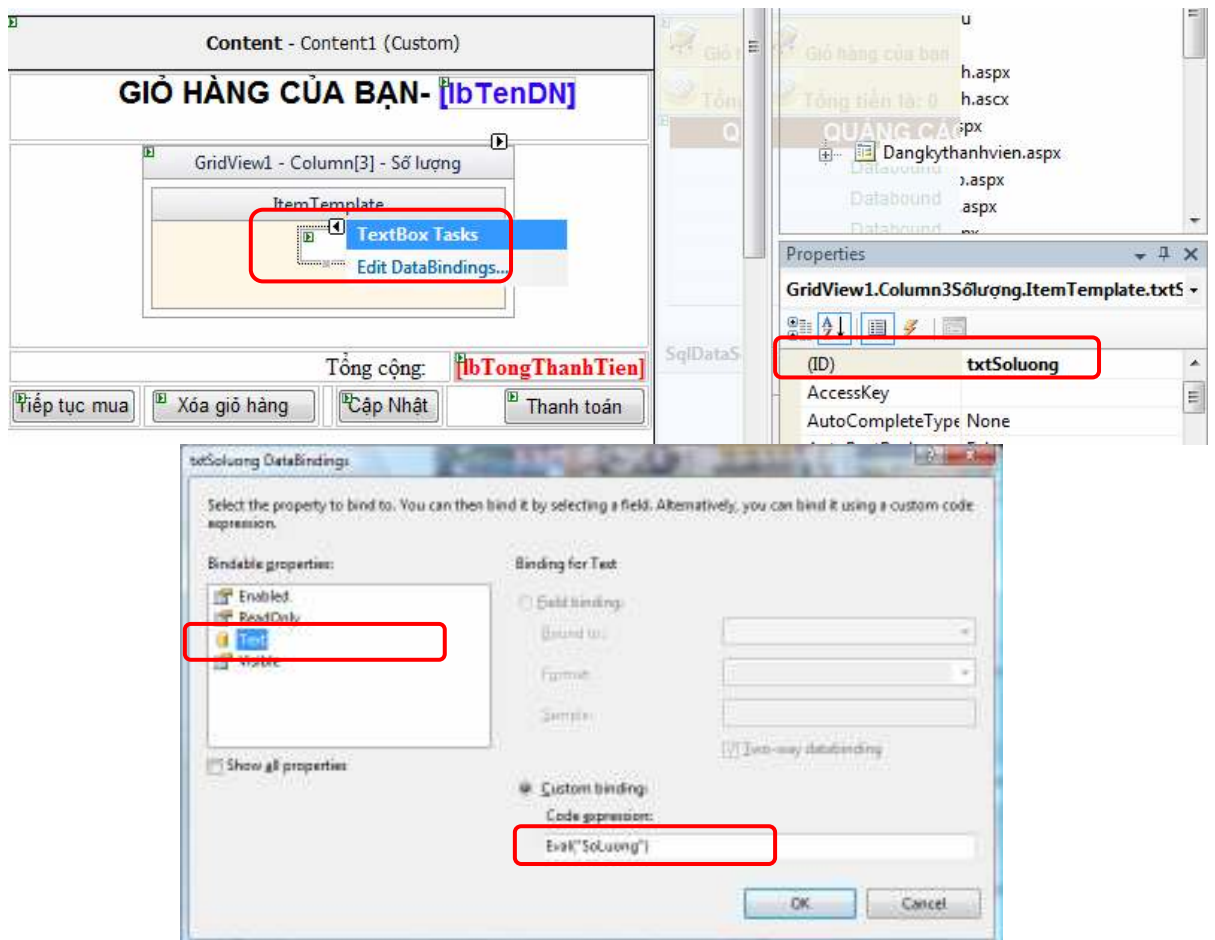 Content - Content1 (Custom)
GIỎ HÀNG CỦA BẠN- [lbTenDN]
GridView1 - Column[3] - Số lượng
ItemTemplate
TextBox Tasks
Edit DataBindings...
Tổng cộng: [lbTongThanhTien]
Tiếp tục mua Xóa giỏ hàng Cập Nhật Thanh toán
Giỏ hàng của bạn
Tổng tiền là: 0
QUẢNG CÁO
Databound
Databound
Databound
SqlDataS
u
h.aspx
h.ascx
spx
Dangkythanhvien.aspx
o.aspx
aspx
Properties
GridView1.Column3Sốlượng.ItemTemplate.txtS
(ID) txtSoluong
AccessKey
AutoCompleteType None
txtSoluong DataBindings
Select the property to bind to. You can then bind it by selecting a field. Alternatively, you can bind it using a custom code
expression.
Bindable properties:
Enabled
ReadOnly
Text
Visible
Show all properties
Binding for Text
Field binding:
Bound to:
Format:
Sample:
Two-way databinding
Custom binding:
Code expression:
Eval("SoLuong")
OK Cancel